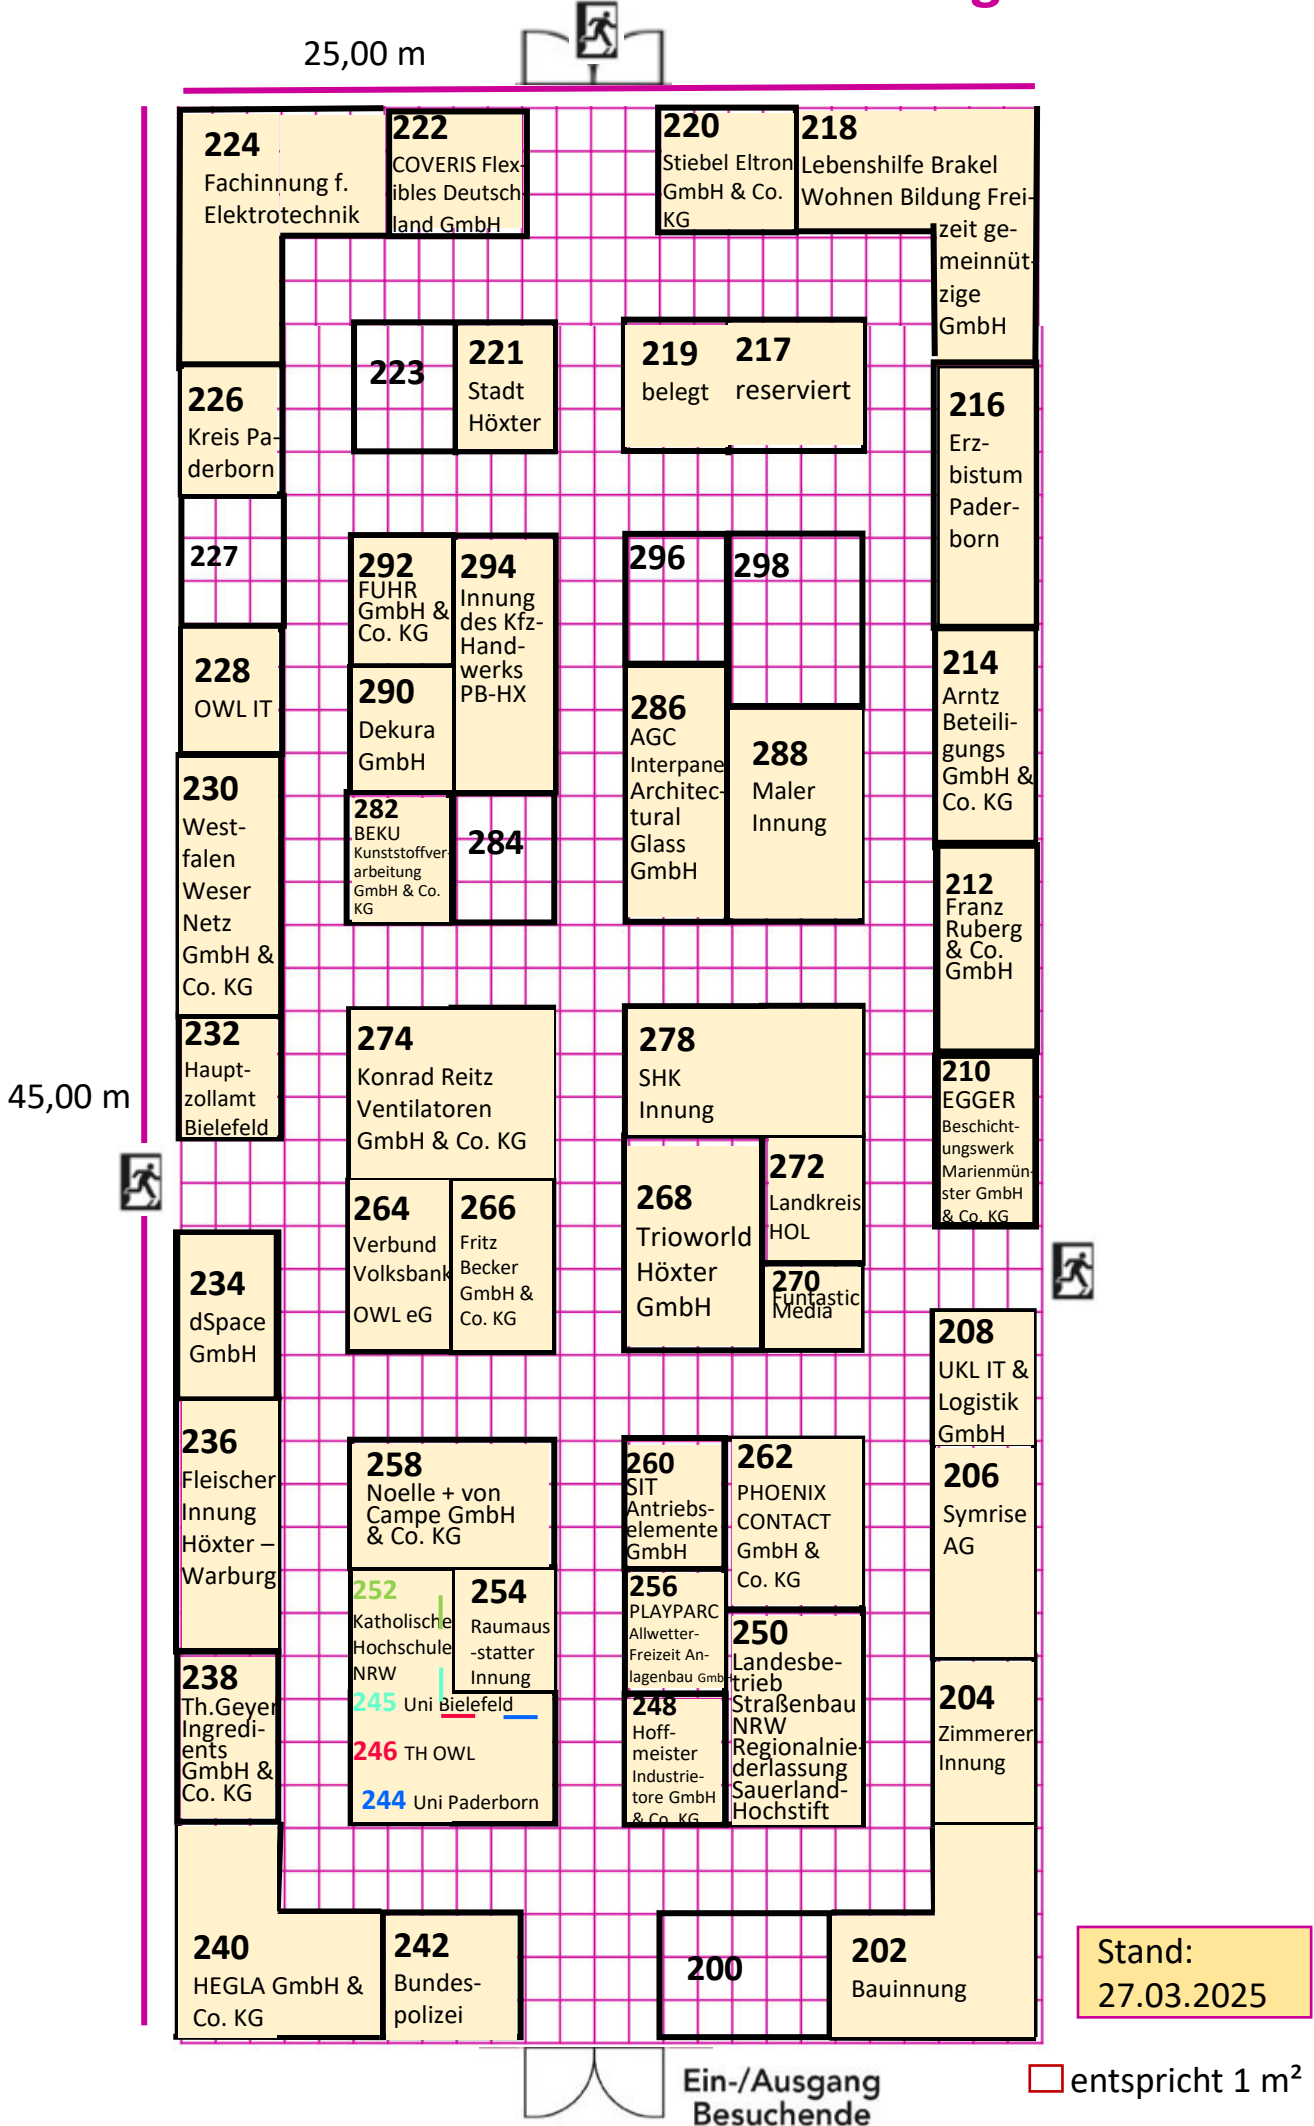 25,00 m
224
Fachinnung f.
Elektrotechnik
222
COVERIS Flex-
ibles Deutsch
land GmbH
220
Stiebel Eltron
GmbH & Co.
KG
218
Lebenshilfe Brakel
Wohnen Bildung Frei-
zeit ge-
meinnüt-
zige
GmbH
223
221
Stadt
Höxter
219
belegt
217
reserviert
226
Kreis Pa-
derborn
216
Erz-
bistum
Pader-
born
227
292
FUHR
GmbH &
Co. KG
294
Innung
des Kfz-
Hand-
werks
PB-HX
296
298
228
OWL IT
290
Dekura
GmbH
286
AGC
Interpane
Architec-
tural
Glass
GmbH
288
Maler
Innung
214
Arntz
Beteili-
gungs
GmbH &
Co. KG
230
West-
falen
Weser
Netz
GmbH &
Co. KG
282
BEKU
Kunststoffver-
arbeitung
GmbH & Co.
KG
284
212
Franz
Ruberg
& Co.
GmbH
232
Haupt-
zollamt
Bielefeld
274
Konrad Reitz
Ventilatoren
GmbH & Co. KG
278
SHK
Innung
210
EGGER
Beschicht-
ungswerk
Marienmün-
ster GmbH
& Co. KG
45,00 m
264
Verbund
Volksbank
OWL eG
266
Fritz
Becker
GmbH &
Co. KG
268
Trioworld
Höxter
GmbH
272
Landkreis
HOL
270
Funtastic
Media
234
dSpace
GmbH
208
UKL IT &
Logistik
GmbH
236
Fleischer
Innung
Höxter –
Warburg
258
Noelle + von
Campe GmbH
& Co. KG
260
SIT
Antriebs-
elemente
GmbH
262
PHOENIX
CONTACT
GmbH &
Co. KG
206
Symrise
AG
252
Katholische
Hochschule
NRW
254
Raumaus
-statter
Innung
256
PLAYPARC
Allwetter-
Freizeit An-
lagenbau GmbH
250
Landesbe-
trieb
Straßenbau
NRW
Regionalnie-
derlassung
Sauerland-
Hochstift
238
Th.Geyer
Ingredi-
ents
GmbH &
Co. KG
245 Uni Bielefeld
246 TH OWL
244 Uni Paderborn
248
Hoff-
meister
Industrie-
tore GmbH
& Co. KG
204
Zimmerer
Innung
240
HEGLA GmbH &
Co. KG
242
Bundes-
polizei
200
202
Bauinnung
Stand:
27.03.2025
Ein-/Ausgang
Besuchende
entspricht 1 m²